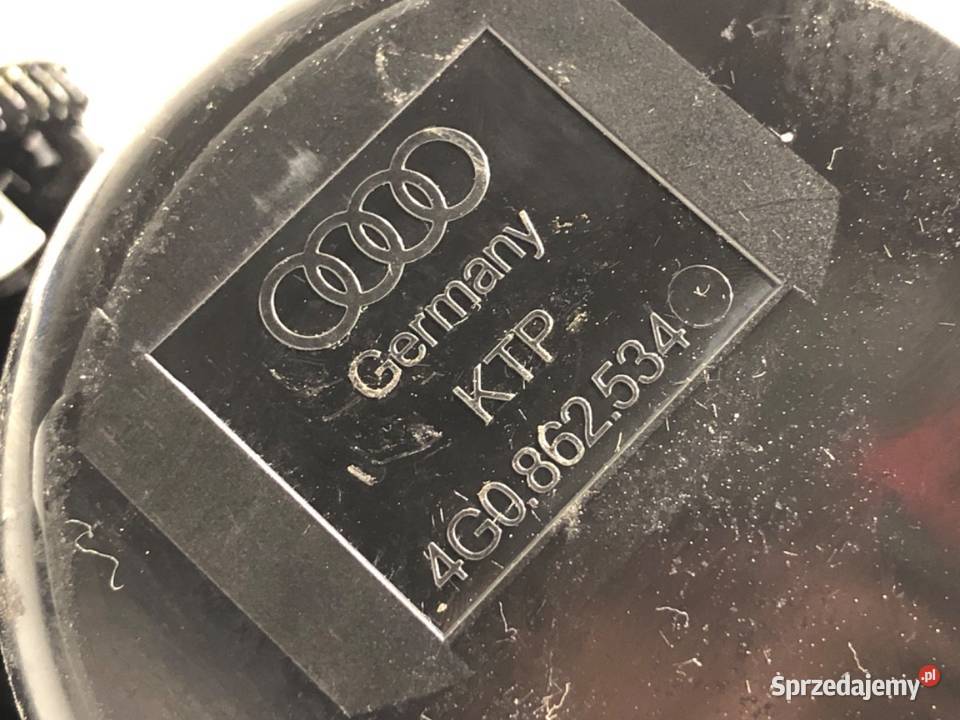 Germany
KTP
4G0.862.534 K
Sprzedajemy.pl